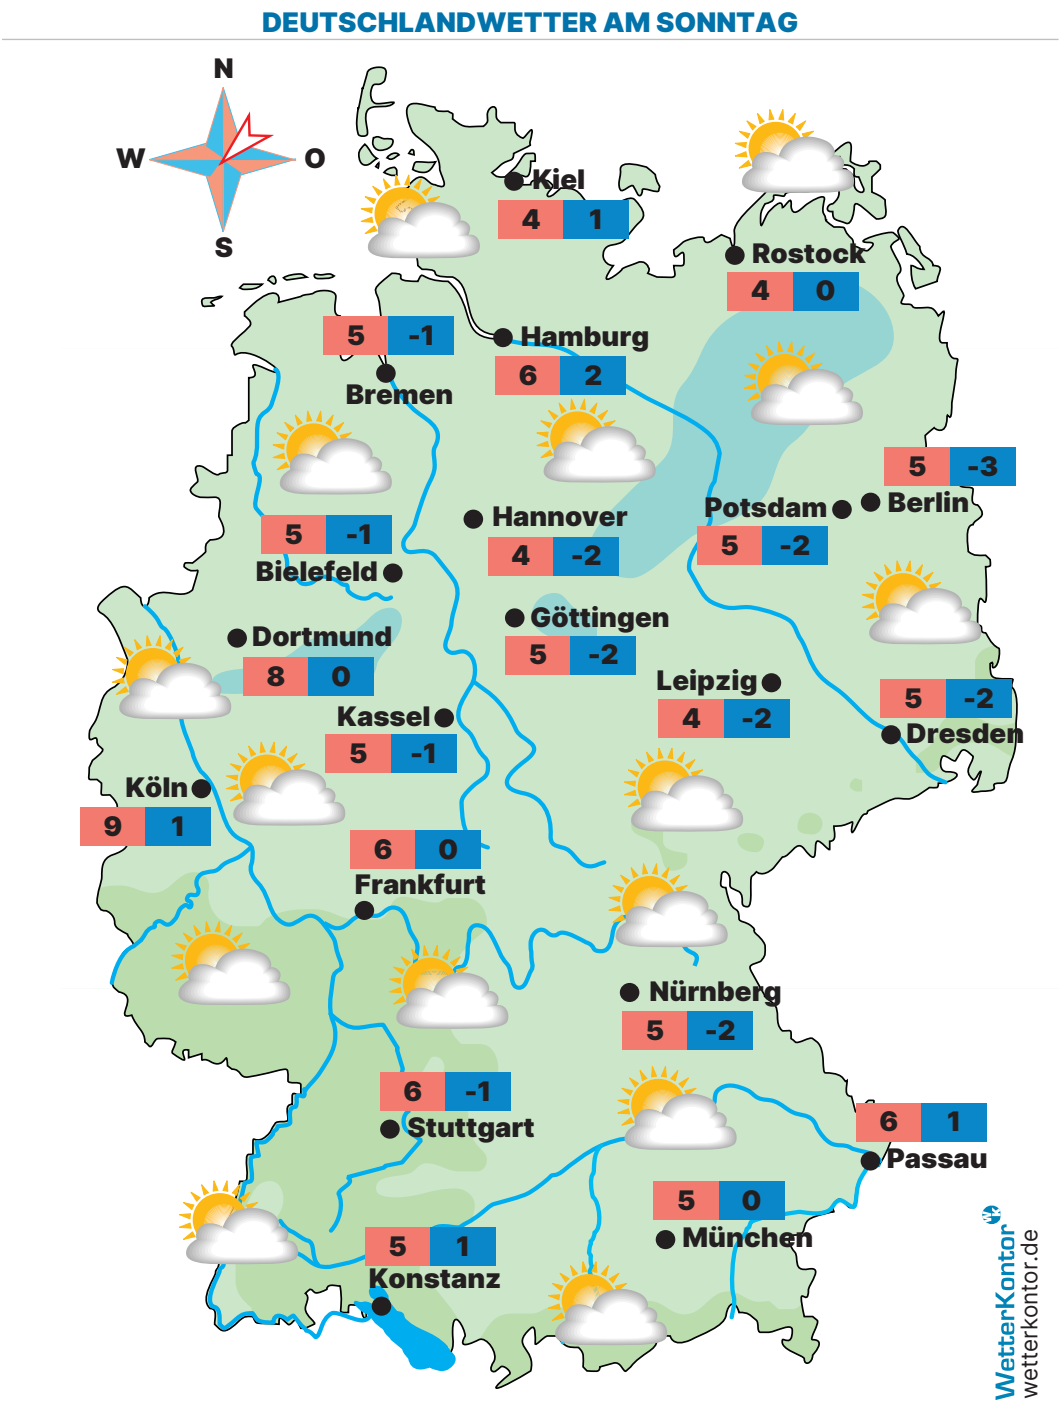 DEUTSCHLANDWETTER AM SONNTAG
N
W
O
S
Kiel
4 1
Rostock
4 0
5 -1
Bremen
Hamburg
6 2
5 -3
Berlin
Potsdam
5 -2
Hannover
4 -2
5 -1
Bielefeld
Göttingen
5 -2
Dortmund
8 0
Leipzig
4 -2
5 -2
Dresden
Kassel
5 -1
Köln
9 1
6 0
Frankfurt
Nürnberg
5 -2
6 -1
Stuttgart
6 1
Passau
5 0
München
5 1
Konstanz
WetterKontor
wetterkontor.de